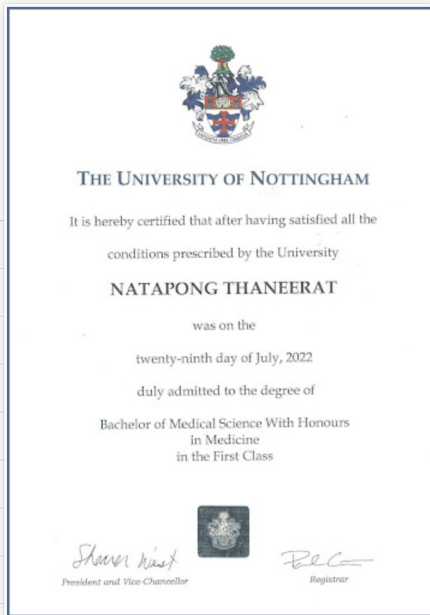 THE UNIVERSITY OF NOTTINGHAM
It is hereby certified that after having satisfied all the
conditions prescribed by the University
NATAPONG THANEERAT
was on the
twenty-ninth day of July, 2022
duly admitted to the degree of
Bachelor of Medical Science With Honours
in Medicine
in the First Class
President and Vice-Chancellor
Registrar